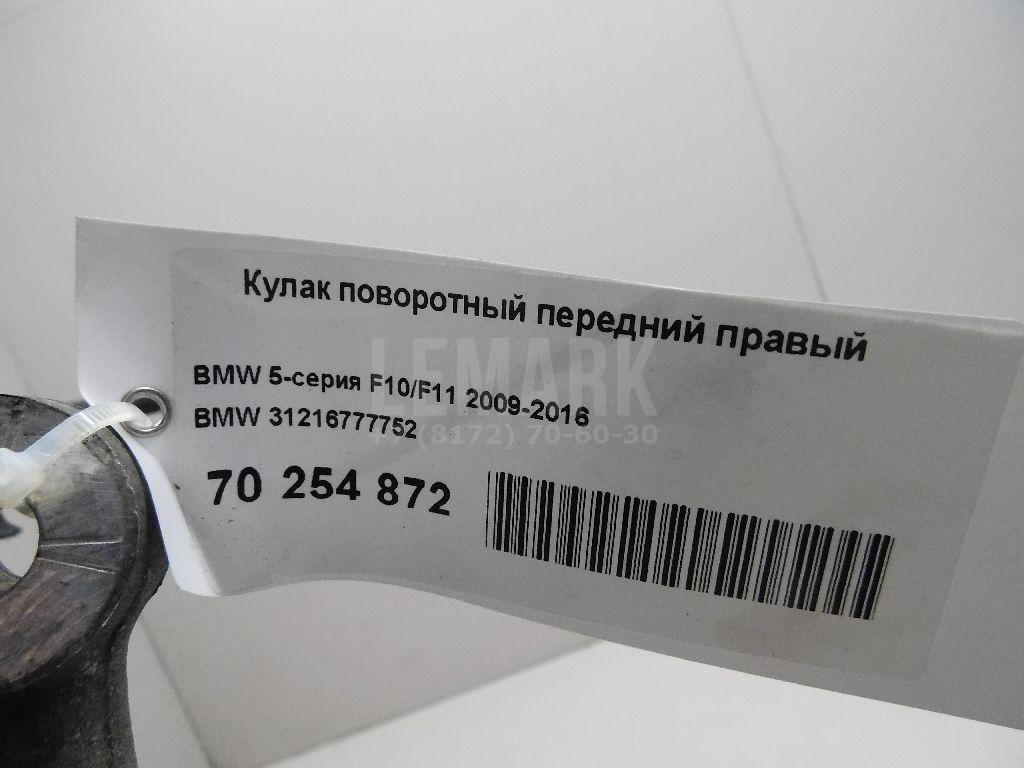 Кулак поворотный передний правый
BMW 5-серия F10/F11 2009-2016
BMW 31216777752
70 254 872
LEMARK
(8172) 70-60-30